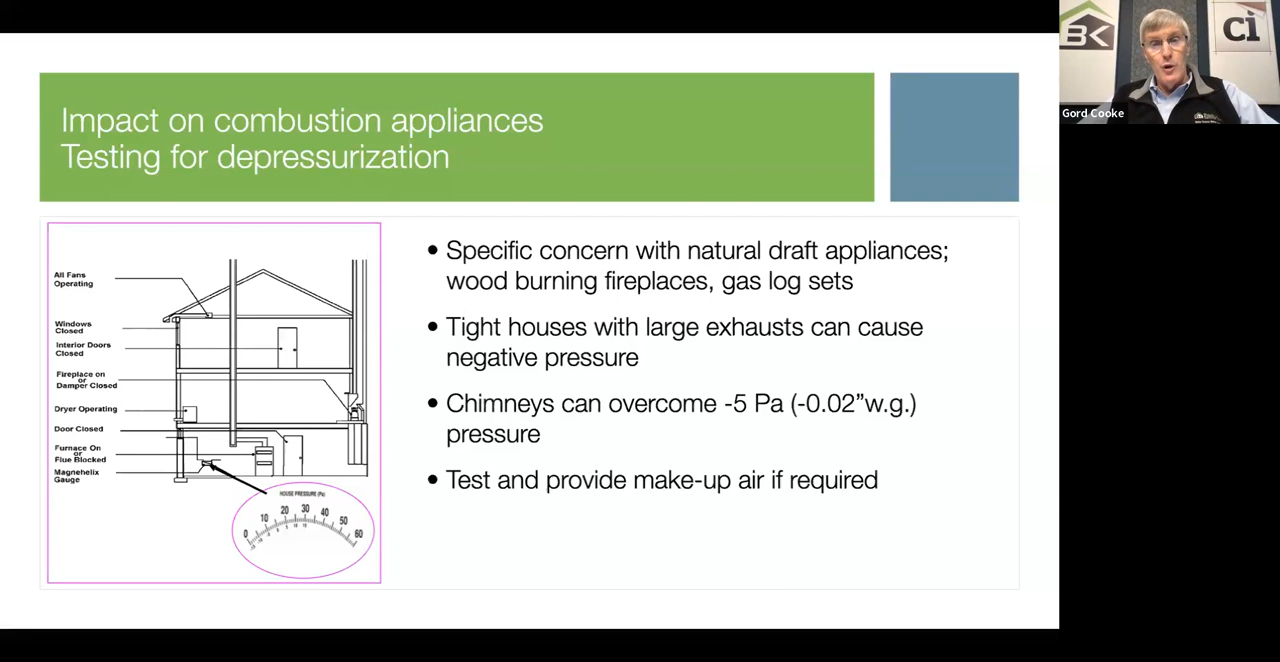 Impact on combustion appliances
Testing for depressurization
All Fans
Operating
Windows
Closed
Interior Doors
Closed
Fireplace on
or
Damper Closed
Dryer Operating
Door Closed
Furnace On
or
Flue Blocked
Magnehelix
Gauge
HOUSE PRESSURE (Pa)
0 10 20 30 40 50 60
• Specific concern with natural draft appliances;
wood burning fireplaces, gas log sets
• Tight houses with large exhausts can cause
negative pressure
• Chimneys can overcome -5 Pa (-0.02”w.g.)
pressure
• Test and provide make-up air if required
BK
ci
Gord Cooke